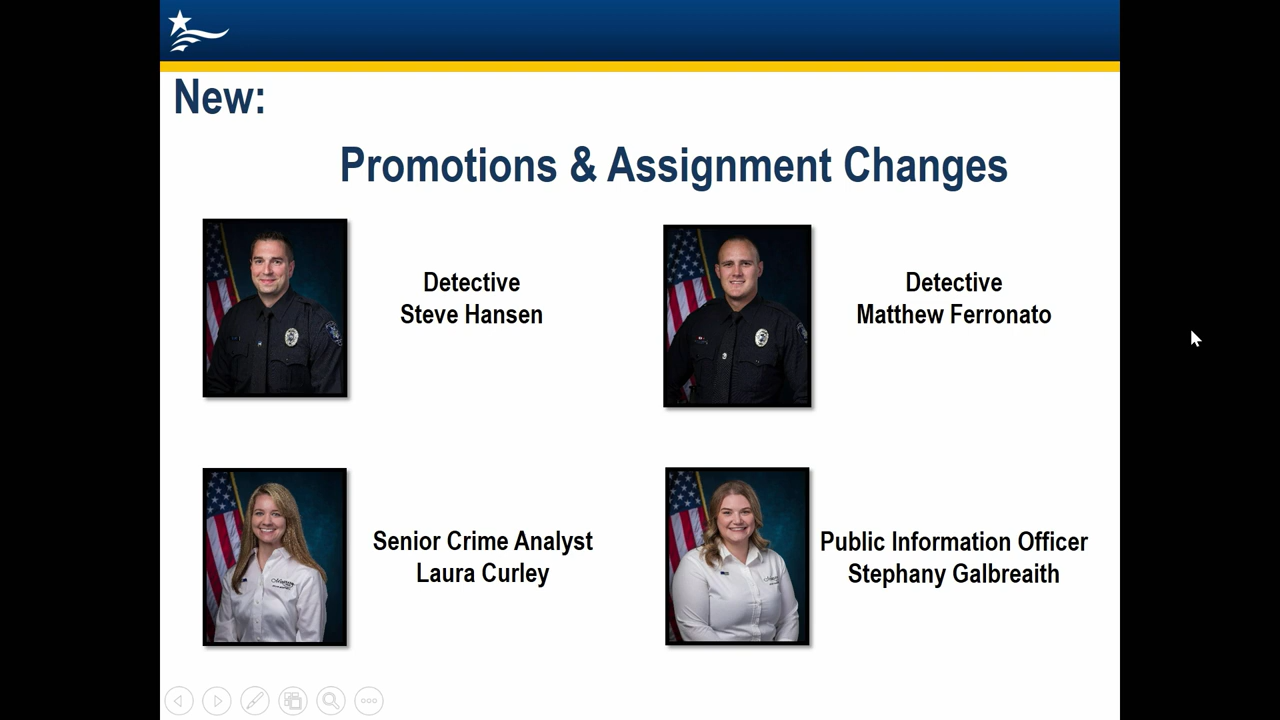 New:
Promotions & Assignment Changes
Detective
Steve Hansen
Detective
Matthew Ferronato
Senior Crime Analyst
Laura Curley
Public Information Officer
Stephany Galbreaith